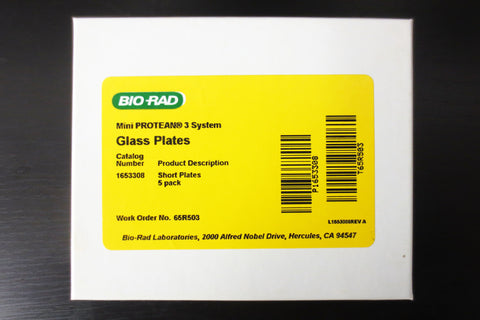 BIO-RAD
Mini PROTEAN® 3 System
Glass Plates
Catalog
Number Product Description
1653308 Short Plates
5 pack
Work Order No. 65R503
P1653308
T65R503
L1653308REV A
Bio-Rad Laboratories, 2000 Alfred Nobel Drive, Hercules, CA 94547